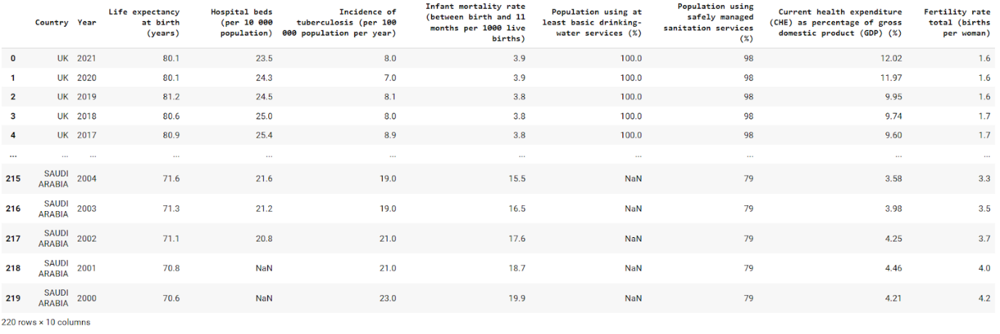 Country Year Life expectancy at birth (years) Hospital beds (per 10 000 population) Incidence of tuberculosis (per 100 000 population per year) Infant mortality rate (between birth and 11 months per 1000 live births) Population using at least basic drinking-water services (%) Population using safely managed sanitation services (%) Current health expenditure (CHE) as percentage of gross domestic product (GDP) (%) Fertility rate total (births per woman)
0 UK 2021 80.1 23.5 8.0 3.9 100.0 98 12.02 1.6
1 UK 2020 80.1 24.3 7.0 3.9 100.0 98 11.97 1.6
2 UK 2019 81.2 24.5 8.1 3.8 100.0 98 9.95 1.6
3 UK 2018 80.6 25.0 8.0 3.8 100.0 98 9.74 1.7
4 UK 2017 80.9 25.4 8.9 3.8 100.0 98 9.60 1.7
... ... ... ... ... ... ... ... ... ... ...
215 SAUDI ARABIA 2004 71.6 21.6 19.0 15.5 NaN 79 3.58 3.3
216 SAUDI ARABIA 2003 71.3 21.2 19.0 16.5 NaN 79 3.98 3.5
217 SAUDI ARABIA 2002 71.1 20.8 21.0 17.6 NaN 79 4.25 3.7
218 SAUDI ARABIA 2001 70.8 NaN 21.0 18.7 NaN 79 4.46 4.0
219 SAUDI ARABIA 2000 70.6 NaN 23.0 19.9 NaN 79 4.21 4.2
220 rows × 10 columns